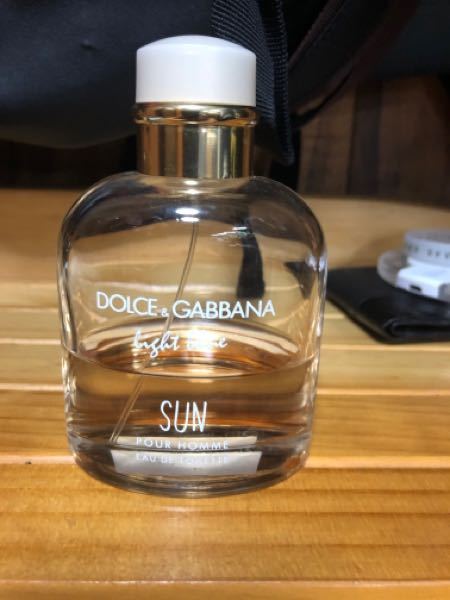 DOLCE & GABBANA
light blue
SUN
POUR HOMME
EAU DE TOILETTE